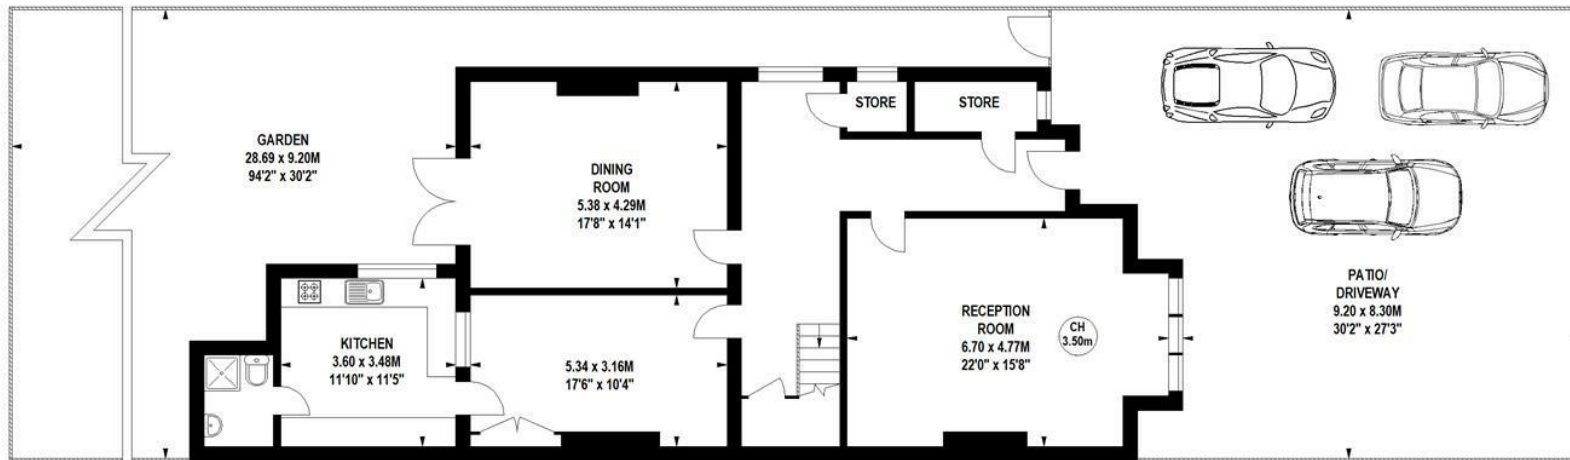 GARDEN
28.69 x 9.20M
94'2" x 30'2"
DINING
ROOM
5.38 x 4.29M
17'8" x 14'1"
STORE
STORE
KITCHEN
3.60 x 3.48M
11'10" x 11'5"
5.34 x 3.16M
17'6" x 10'4"
RECEPTION
ROOM
6.70 x 4.77M
22'0" x 15'8"
CH
3.50m
PATIO/
DRIVEWAY
9.20 x 8.30M
30'2" x 27'3"